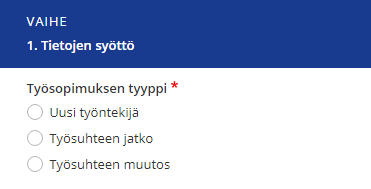 VAIHE
1. Tietojen syöttö
Työsopimuksen tyyppi *
Uusi työntekijä
Työsuhteen jatko
Työsuhteen muutos